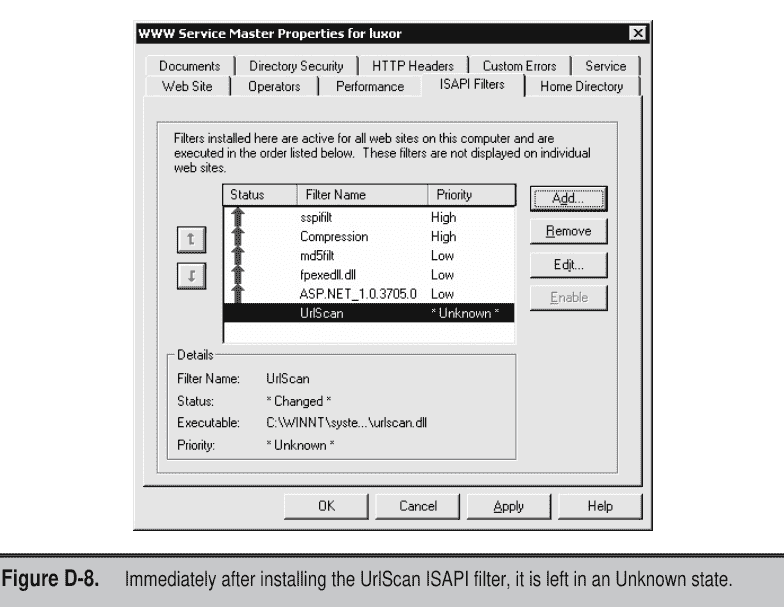 WWW Service Master Properties for luxor
Documents Directory Security HTTP Headers Custom Errors Service
Web Site Operators Performance ISAPI Filters Home Directory
Filters installed here are active for all web sites on this computer and are
executed in the order listed below. These filters are not displayed on individual
web sites.
Status Filter Name Priority
Add...
sspifilt High
Compression High
Remove
md5filt Low
fpexedll.dll Low
Edit...
ASP.NET_1.0.3705.0 Low
Enable
UrlScan * Unknown *
Details
Filter Name: UrlScan
Status: * Changed *
Executable: C:\WINNT\syste...\urlscan.dll
Priority: * Unknown *
OK Cancel Apply Help
Figure D-8. Immediately after installing the UrlScan ISAPI filter, it is left in an Unknown state.